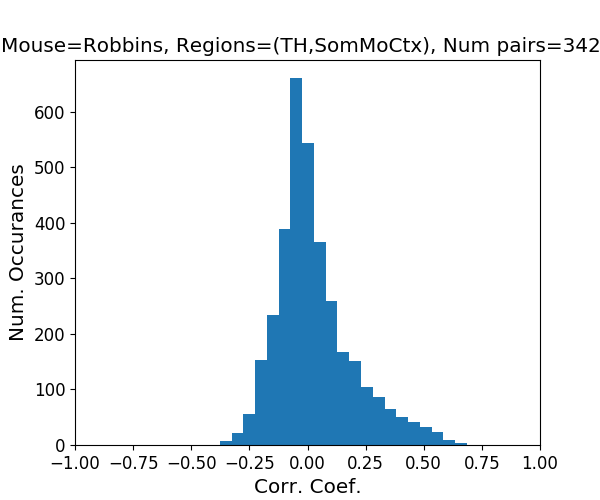 Mouse=Robbins, Regions=(TH,SomMoCtx), Num pairs=342
Num. Occurances
600
500
400
300
200
100
0
−1.00 −0.75 −0.50 −0.25 0.00 0.25 0.50 0.75 1.00
Corr. Coef.